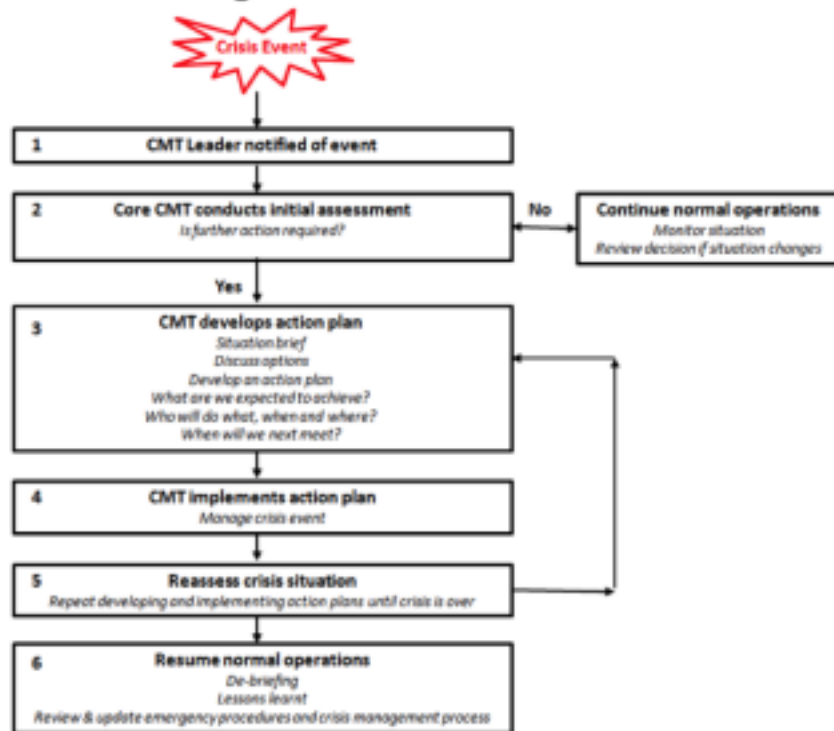 Crisis Event
1 CMT Leader notified of event
2 Core CMT conducts initial assessment
Is further action required?
No
Continue normal operations
Monitor situation
Review decision if situation changes
Yes
3 CMT develops action plan
Situation brief
Discuss options
Develop an action plan
What are we expected to achieve?
Who will do what, when and where?
When will we next meet?
4 CMT implements action plan
Manage crisis event
5 Reassess crisis situation
Repeat developing and implementing action plans until crisis is over
6 Resume normal operations
De-briefing
Lessons learnt
Review & update emergency procedures and crisis management process